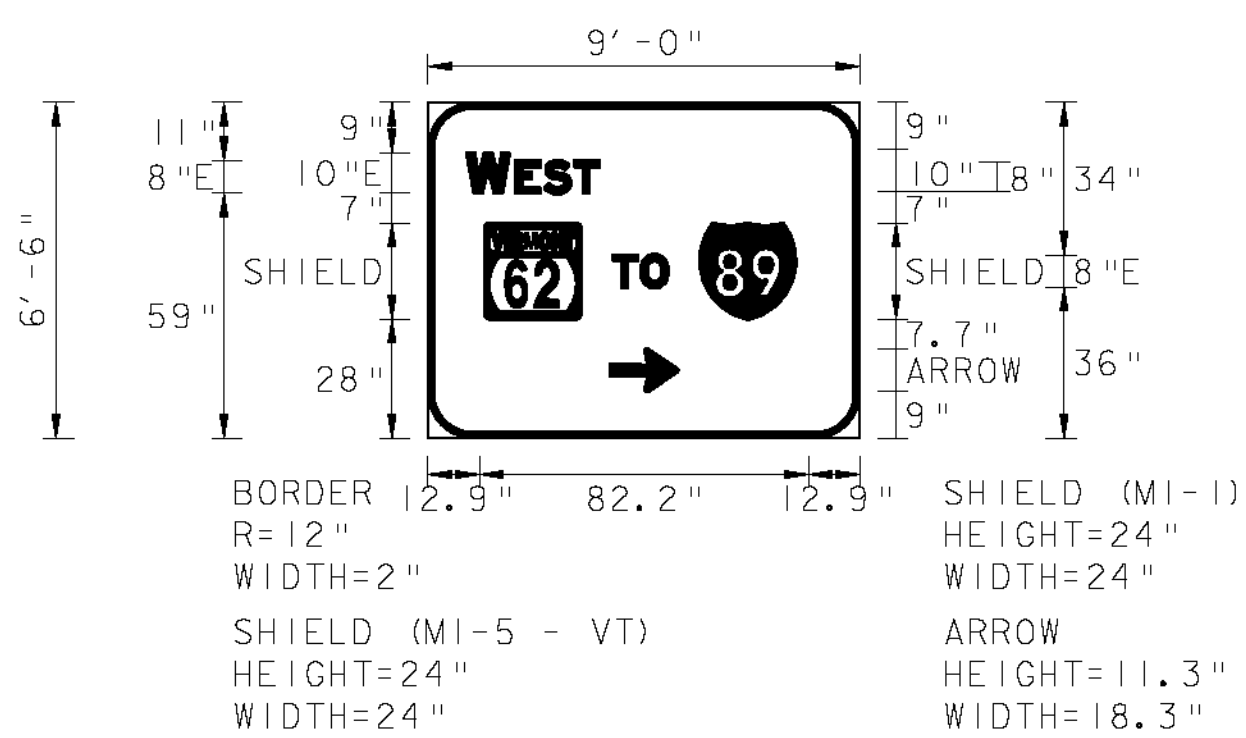 9'-0"
11" 9" 9"
8"E 10"E WEST 10" 8" 34"
7" 7"
6'-6"
VERMONT
SHIELD 62 TO 89 SHIELD 8"E
59" 7.7"
28" ARROW 36"
9"
12.9" 82.2" 12.9"
BORDER
R=12"
WIDTH=2"
SHIELD (M1-5 - VT)
HEIGHT=24"
WIDTH=24"
SHIELD (M1-1)
HEIGHT=24"
WIDTH=24"
ARROW
HEIGHT=11.3"
WIDTH=18.3"